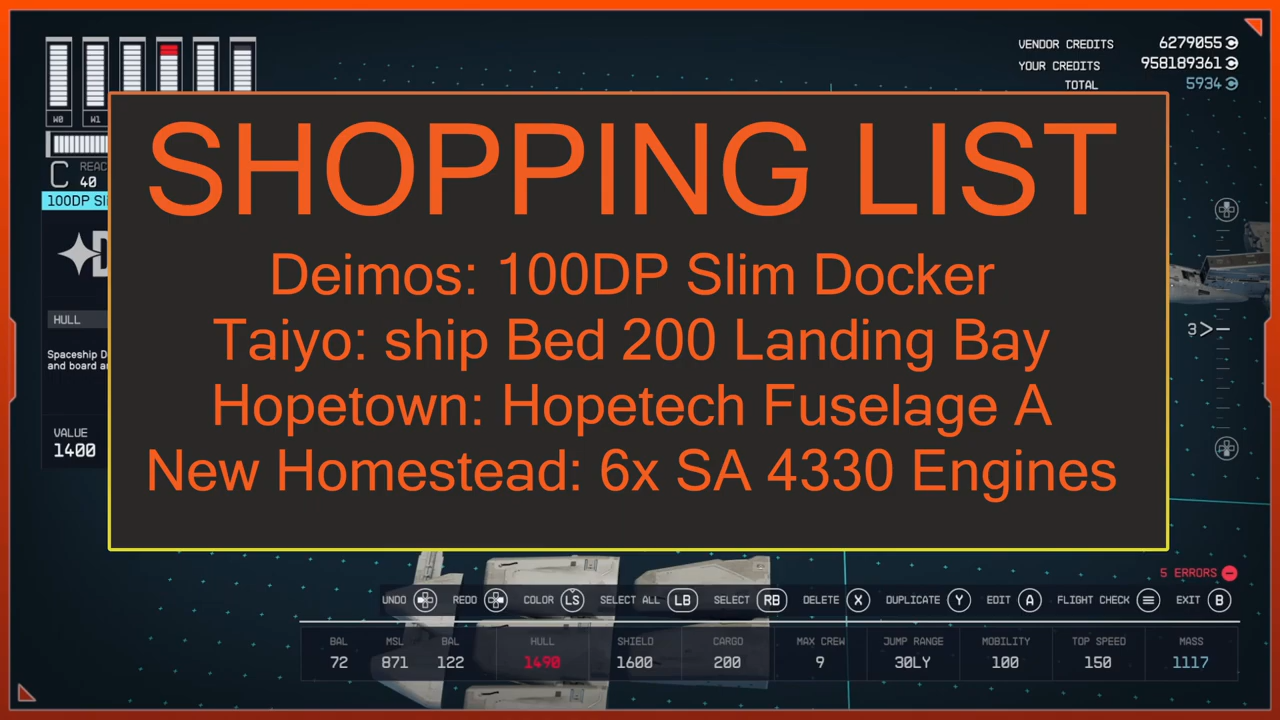 VENDOR CREDITS 6279055
YOUR CREDITS 958189361
TOTAL 5934
W0 W1
C REAC
40
100DP Sli
SHOPPING LIST
Deimos: 100DP Slim Docker
Taiyo: ship Bed 200 Landing Bay
Hopetown: Hopetech Fuselage A
New Homestead: 6x SA 4330 Engines
HULL
Spaceship D
and board a
VALUE
1400
3
5 ERRORS
UNDO REDO COLOR LS SELECT ALL LB SELECT RB DELETE X DUPLICATE Y EDIT A FLIGHT CHECK EXIT B
BAL MSL BAL HULL SHIELD CARGO MAX CREW JUMP RANGE MOBILITY TOP SPEED MASS
72 871 122 1490 1600 200 9 30LY 100 150 1117